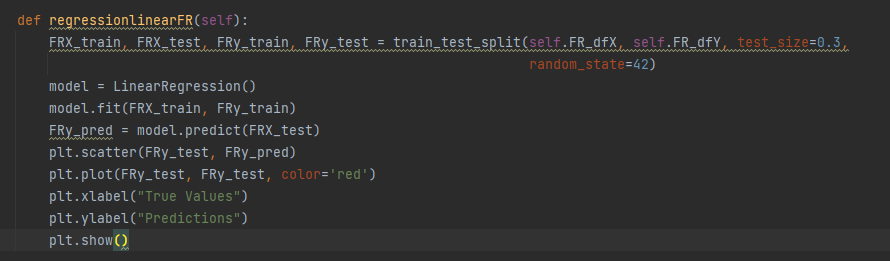 def regressionlinearFR(self):
    FRX_train, FRX_test, FRy_train, FRy_test = train_test_split(self.FR_dfX, self.FR_dfY, test_size=0.3,
                                                                random_state=42)
    model = LinearRegression()
    model.fit(FRX_train, FRy_train)
    FRy_pred = model.predict(FRX_test)
    plt.scatter(FRy_test, FRy_pred)
    plt.plot(FRy_test, FRy_test, color='red')
    plt.xlabel("True Values")
    plt.ylabel("Predictions")
    plt.show()